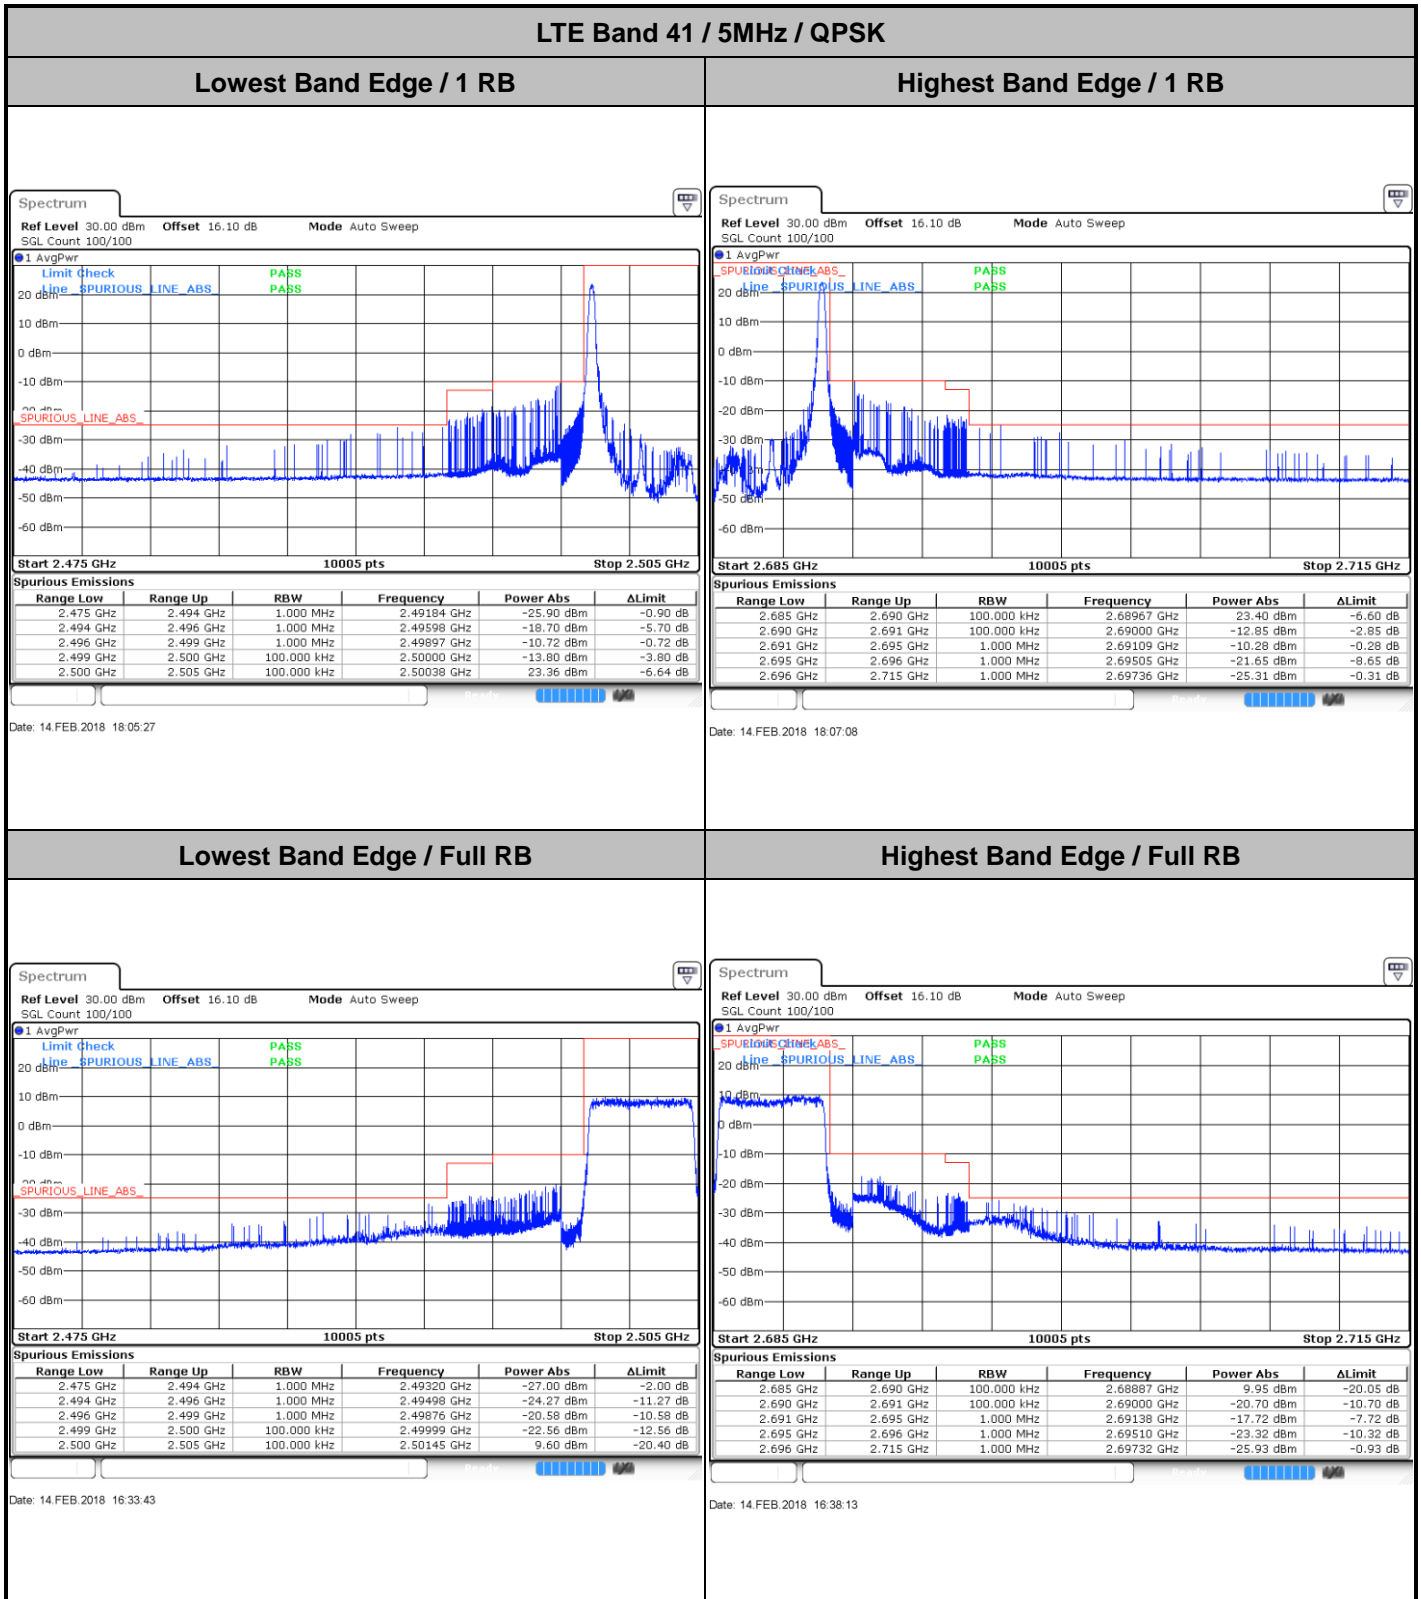 LTE Band 41 / 5MHz / QPSK
Lowest Band Edge / 1 RB
Highest Band Edge / 1 RB
Spectrum
Ref Level 30.00 dBm Offset 16.10 dB Mode Auto Sweep
SGL Count 100/100
1 AvgPwr
Limit Check PASS
Line _SPURIOUS_LINE_ABS_ PASS
20 dBm
10 dBm
0 dBm
-10 dBm
-20 dBm
_SPURIOUS_LINE_ABS_
-30 dBm
-40 dBm
-50 dBm
-60 dBm
Start 2.475 GHz 10005 pts Stop 2.505 GHz
Spurious Emissions
Range Low Range Up RBW Frequency Power Abs ΔLimit
2.475 GHz 2.494 GHz 1.000 MHz 2.49184 GHz -25.90 dBm -0.90 dB
2.494 GHz 2.496 GHz 1.000 MHz 2.49598 GHz -18.70 dBm -5.70 dB
2.496 GHz 2.499 GHz 1.000 MHz 2.49897 GHz -10.72 dBm -0.72 dB
2.499 GHz 2.500 GHz 100.000 kHz 2.50000 GHz -13.80 dBm -3.80 dB
2.500 GHz 2.505 GHz 100.000 kHz 2.50038 GHz 23.36 dBm -6.64 dB
Ready
Date: 14.FEB.2018 18:05:27
Spectrum
Ref Level 30.00 dBm Offset 16.10 dB Mode Auto Sweep
SGL Count 100/100
1 AvgPwr
_SPURIOUS_LINE_ABS_
Limit Check PASS
Line _SPURIOUS_LINE_ABS_ PASS
20 dBm
10 dBm
0 dBm
-10 dBm
-20 dBm
-30 dBm
-50 dBm
-60 dBm
Start 2.685 GHz 10005 pts Stop 2.715 GHz
Spurious Emissions
Range Low Range Up RBW Frequency Power Abs ΔLimit
2.685 GHz 2.690 GHz 100.000 kHz 2.68967 GHz 23.40 dBm -6.60 dB
2.690 GHz 2.691 GHz 100.000 kHz 2.69000 GHz -12.85 dBm -2.85 dB
2.691 GHz 2.695 GHz 1.000 MHz 2.69109 GHz -10.28 dBm -0.28 dB
2.695 GHz 2.696 GHz 1.000 MHz 2.69505 GHz -21.65 dBm -8.65 dB
2.696 GHz 2.715 GHz 1.000 MHz 2.69736 GHz -25.31 dBm -0.31 dB
Ready
Date: 14.FEB.2018 18:07:08
Lowest Band Edge / Full RB
Highest Band Edge / Full RB
Spectrum
Ref Level 30.00 dBm Offset 16.10 dB Mode Auto Sweep
SGL Count 100/100
1 AvgPwr
Limit Check PASS
Line _SPURIOUS_LINE_ABS_ PASS
20 dBm
10 dBm
0 dBm
-10 dBm
-20 dBm
_SPURIOUS_LINE_ABS_
-30 dBm
-40 dBm
-50 dBm
-60 dBm
Start 2.475 GHz 10005 pts Stop 2.505 GHz
Spurious Emissions
Range Low Range Up RBW Frequency Power Abs ΔLimit
2.475 GHz 2.494 GHz 1.000 MHz 2.49320 GHz -27.00 dBm -2.00 dB
2.494 GHz 2.496 GHz 1.000 MHz 2.49498 GHz -24.27 dBm -11.27 dB
2.496 GHz 2.499 GHz 1.000 MHz 2.49876 GHz -20.58 dBm -10.58 dB
2.499 GHz 2.500 GHz 100.000 kHz 2.49999 GHz -22.56 dBm -12.56 dB
2.500 GHz 2.505 GHz 100.000 kHz 2.50145 GHz 9.60 dBm -20.40 dB
Ready
Date: 14.FEB.2018 16:33:43
Spectrum
Ref Level 30.00 dBm Offset 16.10 dB Mode Auto Sweep
SGL Count 100/100
1 AvgPwr
_SPURIOUS_LINE_ABS_
Limit Check PASS
Line _SPURIOUS_LINE_ABS_ PASS
20 dBm
10 dBm
0 dBm
-10 dBm
-20 dBm
-30 dBm
-40 dBm
-50 dBm
-60 dBm
Start 2.685 GHz 10005 pts Stop 2.715 GHz
Spurious Emissions
Range Low Range Up RBW Frequency Power Abs ΔLimit
2.685 GHz 2.690 GHz 100.000 kHz 2.68887 GHz 9.95 dBm -20.05 dB
2.690 GHz 2.691 GHz 100.000 kHz 2.69000 GHz -20.70 dBm -10.70 dB
2.691 GHz 2.695 GHz 1.000 MHz 2.69138 GHz -17.72 dBm -7.72 dB
2.695 GHz 2.696 GHz 1.000 MHz 2.69510 GHz -23.32 dBm -10.32 dB
2.696 GHz 2.715 GHz 1.000 MHz 2.69732 GHz -25.93 dBm -0.93 dB
Ready
Date: 14.FEB.2018 16:38:13